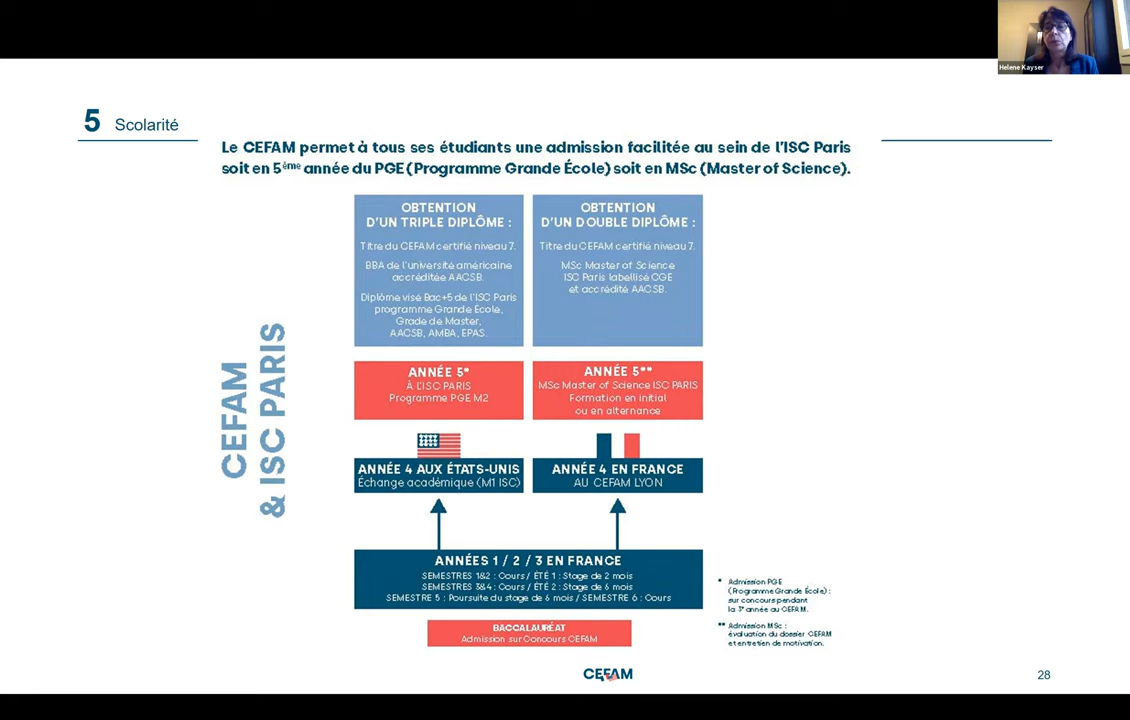 Helene Kayser
5 Scolarité
Le CEFAM permet à tous ses étudiants une admission facilitée au sein de l'ISC Paris
soit en 5ème année du PGE (Programme Grande École) soit en MSc (Master of Science).
CEFAM
& ISC PARIS
OBTENTION
D'UN TRIPLE DIPLÔME :
Titre du CEFAM certifié niveau 7.
BBA de l'université américaine
accréditée AACSB.
Diplôme visé Bac+5 de l'ISC Paris
programme Grande École,
Grade de Master,
AACSB, AMBA, EPAS.
OBTENTION
D'UN DOUBLE DIPLÔME :
Titre du CEFAM certifié niveau 7.
MSc Master of Science
ISC Paris labellisé CGE
et accrédité AACSB.
ANNÉE 5*
À L'ISC PARIS
Programme PGE M2
ANNÉE 5**
MSc Master of Science ISC PARIS
Formation en initial
ou en alternance
ANNÉE 4 AUX ÉTATS-UNIS
Échange académique (M1 ISC)
ANNÉE 4 EN FRANCE
AU CEFAM LYON
ANNÉES 1 / 2 / 3 EN FRANCE
SEMESTRES 1&2 : Cours / ÉTÉ 1 : Stage de 2 mois
SEMESTRES 3&4 : Cours / ÉTÉ 2 : Stage de 6 mois
SEMESTRE 5 : Poursuite du stage de 6 mois / SEMESTRE 6 : Cours
BACCALAURÉAT
Admission sur Concours CEFAM
* Admission PGE
(Programme Grande École) :
sur concours pendant
la 3e année au CEFAM.
** Admission MSc :
évaluation du dossier CEFAM
et entretien de motivation.
CEFAM
28